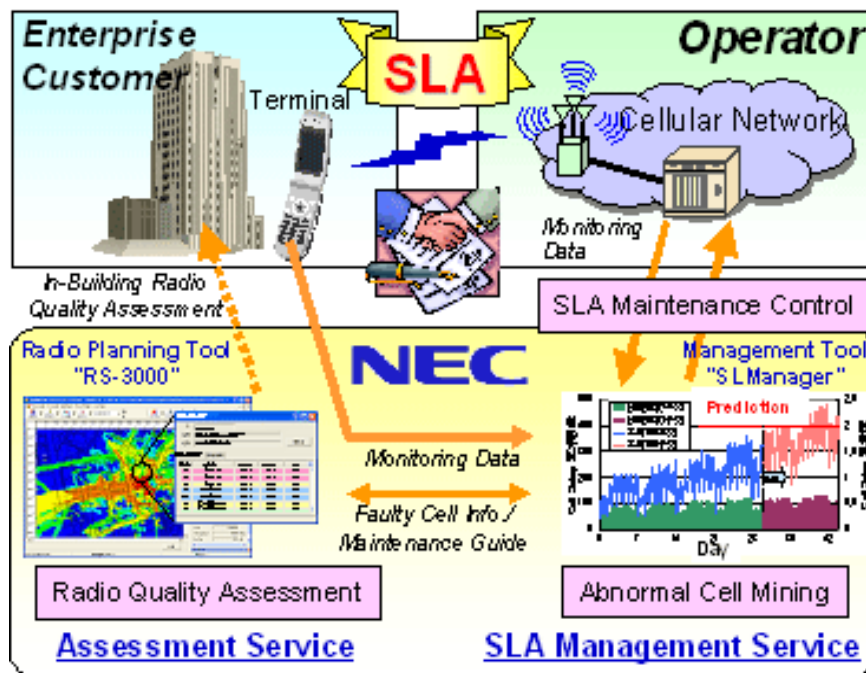 Enterprise
Customer
Terminal
SLA
Operator
Cellular Network
Monitoring
Data
In-Building Radio
Quality Assessment
SLA Maintenance Control
Radio Planning Tool
"RS-3000"
NEC
Management Tool
"SLManager"
Prediction
Monitoring Data
Faulty Cell Info./
Maintenance Guide
Day
Radio Quality Assessment
Abnormal Cell Mining
Assessment Service
SLA Management Service